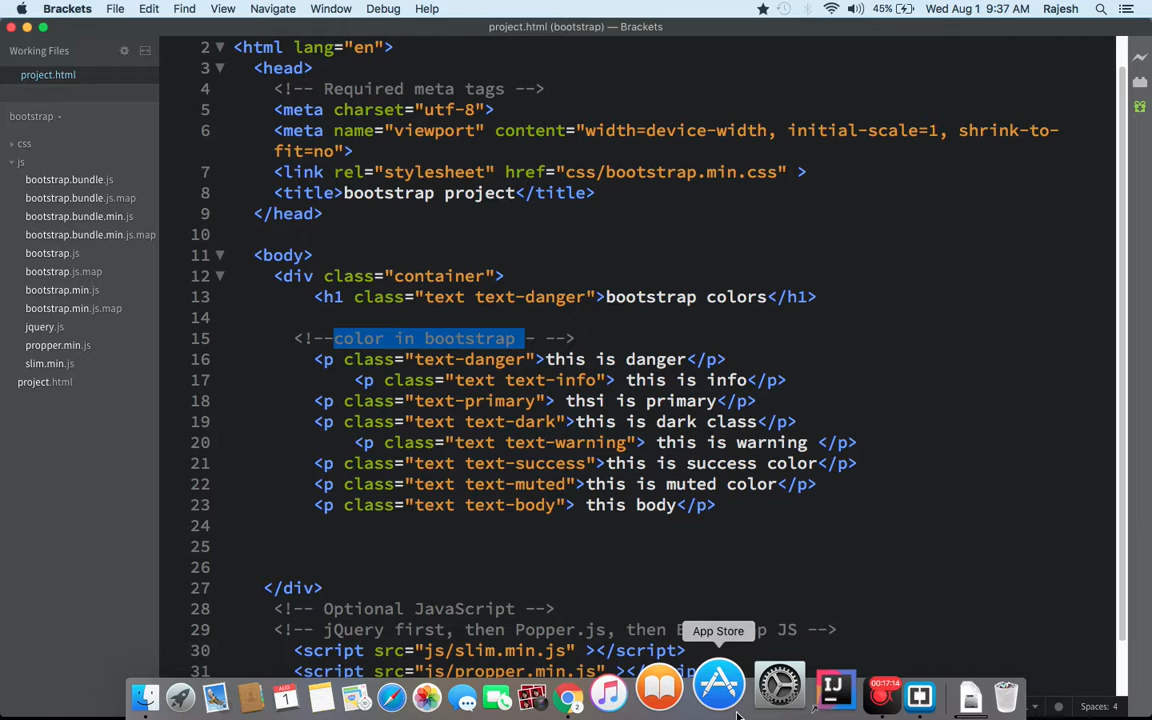 Brackets File Edit Find View Navigate Window Debug Help 45% Wed Aug 1 9:37 AM Rajesh
project.html (bootstrap) — Brackets
Working Files
project.html
bootstrap
css
js
bootstrap.bundle.js
bootstrap.bundle.js.map
bootstrap.bundle.min.js
bootstrap.bundle.min.js.map
bootstrap.js
bootstrap.js.map
bootstrap.min.js
bootstrap.min.js.map
jquery.js
propper.min.js
slim.min.js
project.html
2 <html lang="en">
3 <head>
4 <!-- Required meta tags -->
5 <meta charset="utf-8">
6 <meta name="viewport" content="width=device-width, initial-scale=1, shrink-to-
fit=no">
7 <link rel="stylesheet" href="css/bootstrap.min.css" >
8 <title>bootstrap project</title>
9 </head>
10
11 <body>
12 <div class="container">
13 <h1 class="text text-danger">bootstrap colors</h1>
14
15 <!--color in bootstrap - -->
16 <p class="text-danger">this is danger</p>
17 <p class="text text-info"> this is info</p>
18 <p class="text-primary"> thsi is primary</p>
19 <p class="text text-dark">this is dark class</p>
20 <p class="text text-warning"> this is warning </p>
21 <p class="text text-success">this is success color</p>
22 <p class="text text-muted">this is muted color</p>
23 <p class="text text-body"> this body</p>
24
25
26
27 </div>
28 <!-- Optional JavaScript -->
29 <!-- jQuery first, then Popper.js, then B p JS -->
30 <script src="js/slim.min.js" ></script>
31 <script src="js/propper.min.js" ></scrip
App Store
AUG 1
IJ
00:17:14
Spaces: 4